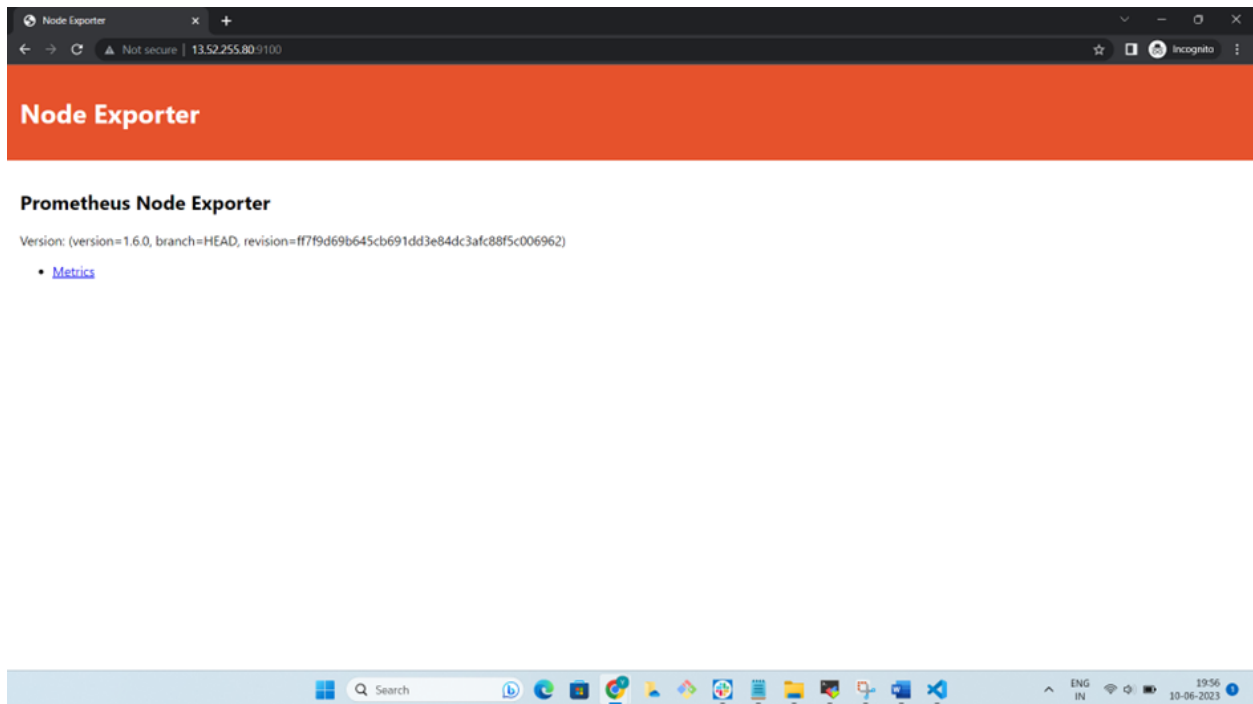 Node Exporter
Not secure | 13.52.255.80:9100
Incognito
Node Exporter
Prometheus Node Exporter
Version: (version=1.6.0, branch=HEAD, revision=ff7f9d69b645cb691dd3e84dc3afc88f5c006962)
• Metrics
Search
ENG
IN
19:56
10-06-2023